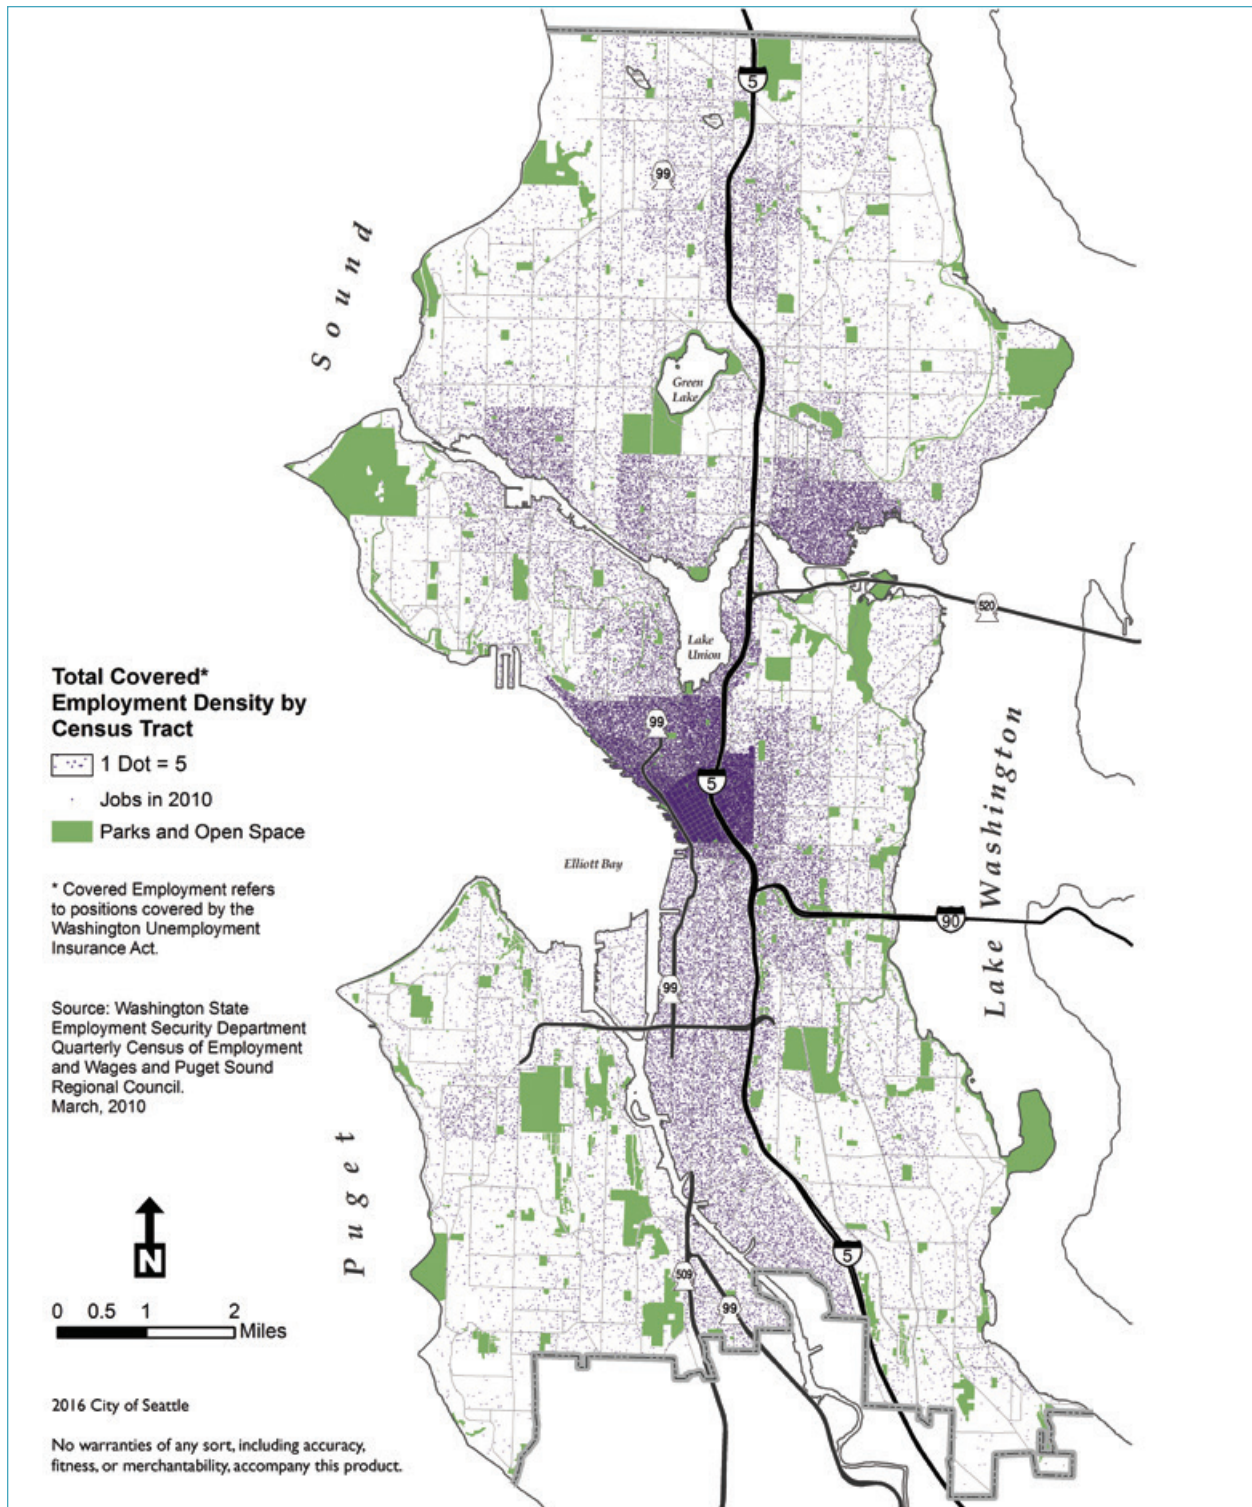 5
99
Sound
Green
Lake
520
Lake
Union
Total Covered*
Employment Density by
Census Tract
1 Dot = 5
Jobs in 2010
Parks and Open Space
99
5
Elliott Bay
Lake Washington
* Covered Employment refers
to positions covered by the
Washington Unemployment
Insurance Act.
90
99
Source: Washington State
Employment Security Department
Quarterly Census of Employment
and Wages and Puget Sound
Regional Council.
March, 2010
Puget
N
5
509
99
0 0.5 1 2
Miles
2016 City of Seattle
No warranties of any sort, including accuracy,
fitness, or merchantability, accompany this product.